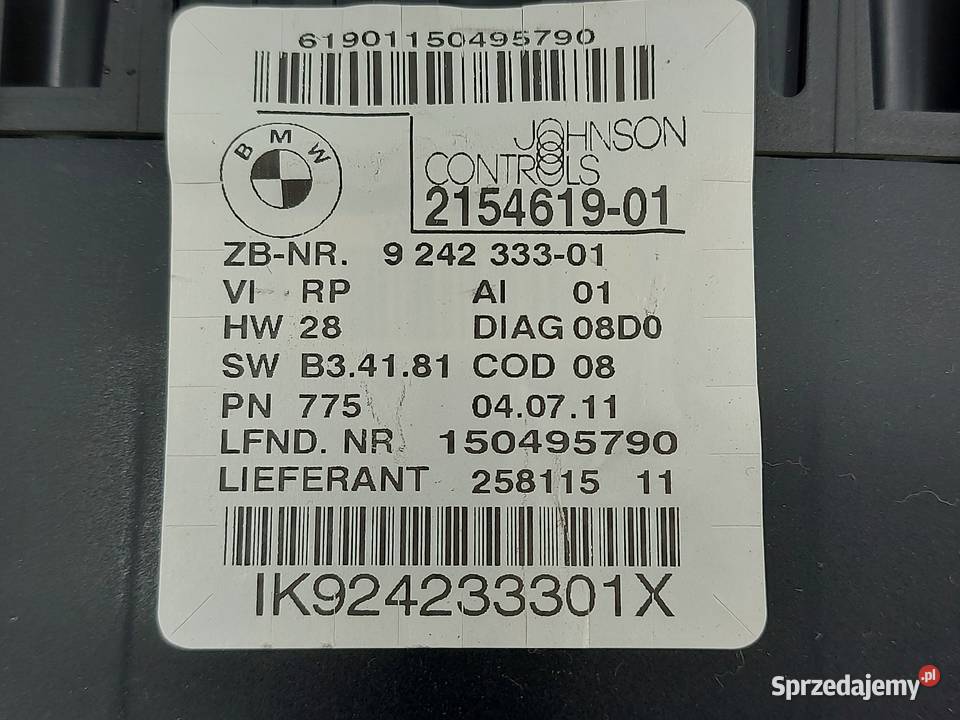 61901150495790
BMW
JOHNSON
CONTROLS
2154619-01
ZB-NR. 9 242 333-01
VI RP AI 01
HW 28 DIAG 08D0
SW B3.41.81 COD 08
PN 775 04.07.11
LFND. NR 150495790
LIEFERANT 258115 11
IK924233301X
Sprzedajemy.pl